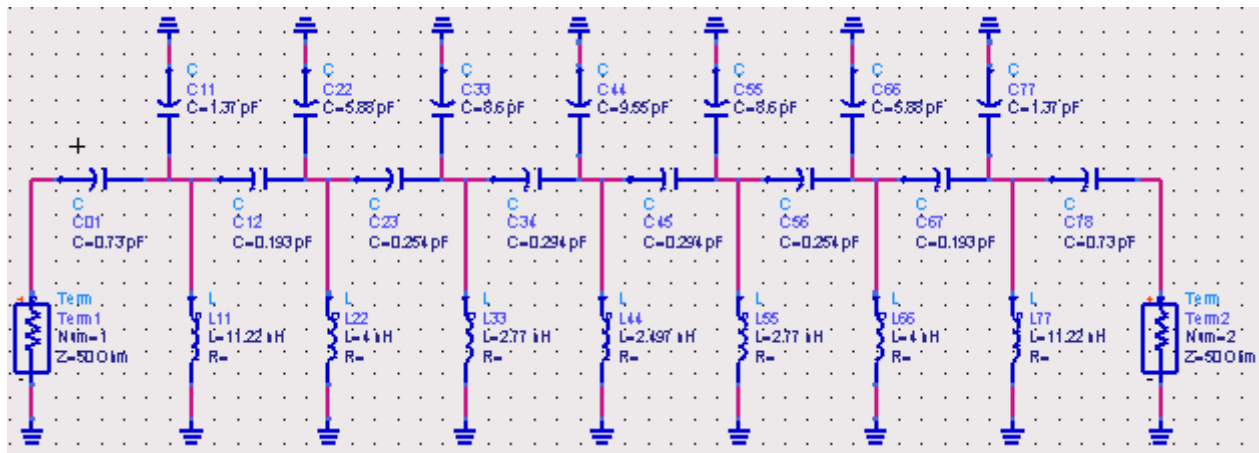 C
C11
C=1.37 pF
C
C22
C=5.88 pF
C
C33
C=8.6 pF
C
C44
C=9.55 pF
C
C55
C=8.6 pF
C
C66
C=5.88 pF
C
C77
C=1.37 pF
C
C01
C=0.73 pF
C
C12
C=0.193 pF
C
C23
C=0.254 pF
C
C34
C=0.294 pF
C
C45
C=0.294 pF
C
C56
C=0.254 pF
C
C67
C=0.193 pF
C
C78
C=0.73 pF
Term
Term1
Num=1
Z=50 Ohm
L
L11
L=11.22 nH
R=
L
L22
L=4 nH
R=
L
L33
L=2.77 nH
R=
L
L44
L=2.497 nH
R=
L
L55
L=2.77 nH
R=
L
L66
L=4 nH
R=
L
L77
L=11.22 nH
R=
Term
Term2
Num=2
Z=50 Ohm